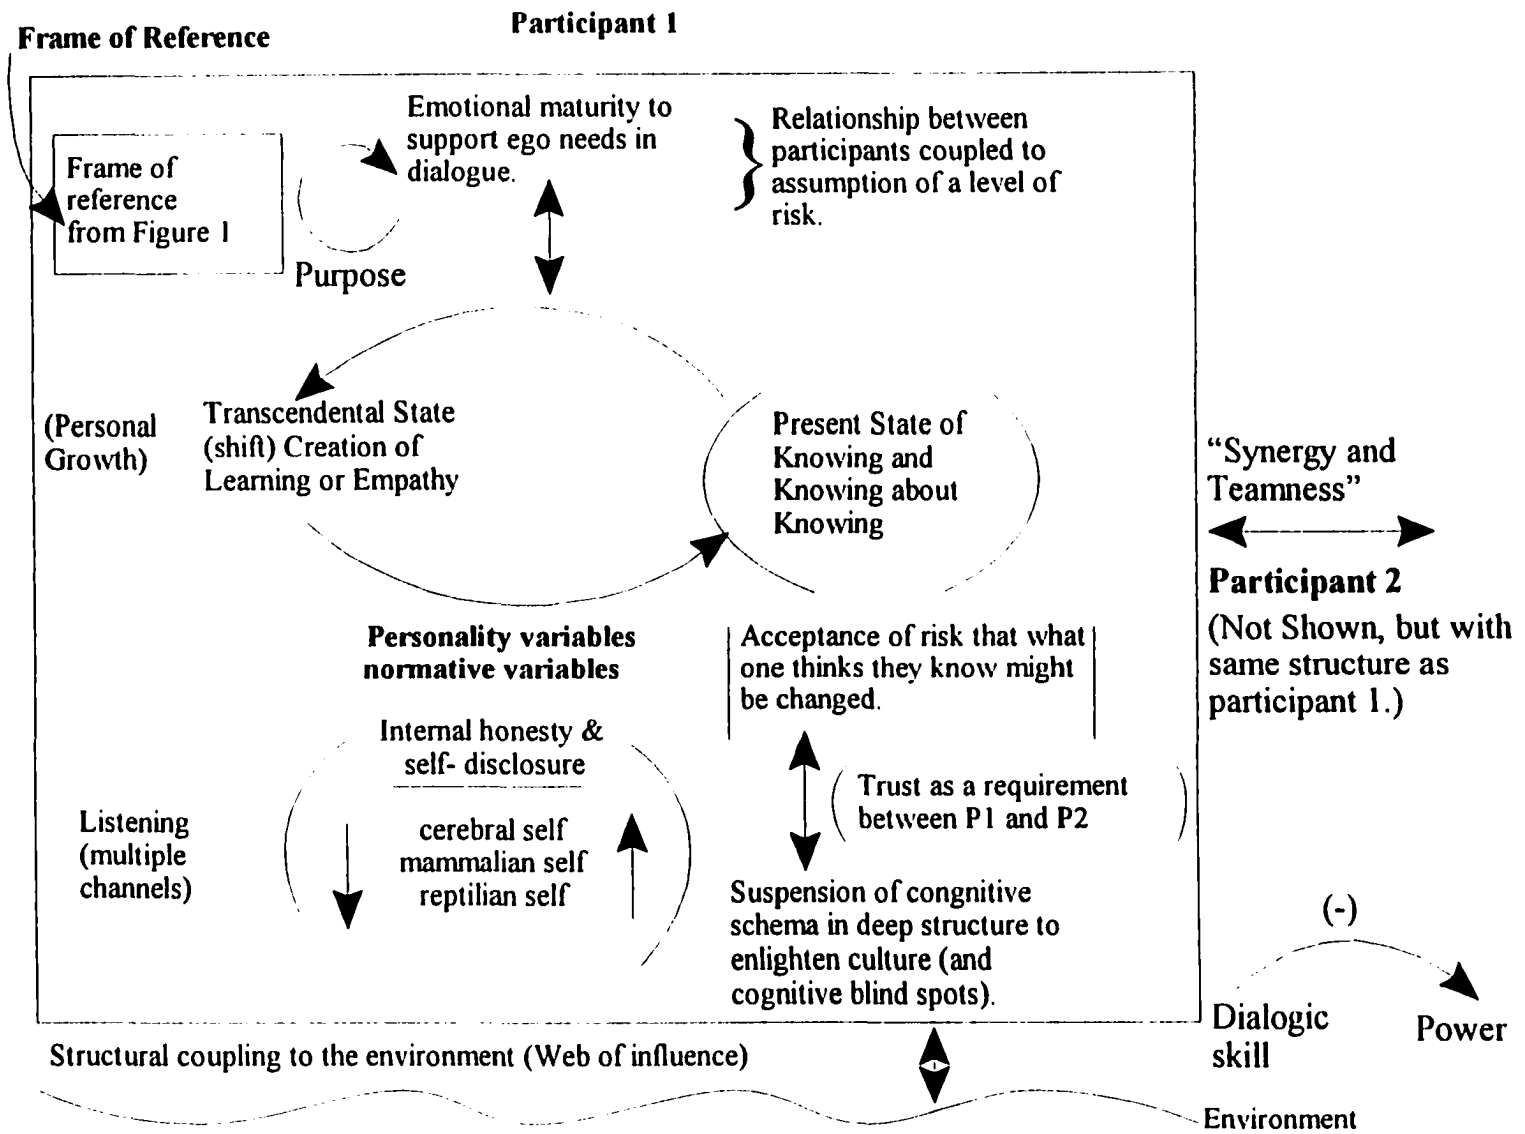 Participant 1
Frame of Reference
Emotional maturity to
support ego needs in
dialogue.
Relationship between
participants coupled to
assumption of a level of
risk.
Frame of
reference
from Figure 1
Purpose
(Personal
Growth)
Transcendental State
(shift) Creation of
Learning or Empathy
Present State of
Knowing and
Knowing about
Knowing
“Synergy and
Teamness”
Participant 2
(Not Shown, but with
same structure as
participant 1.)
Personality variables
normative variables
Acceptance of risk that what
one thinks they know might
be changed.
Internal honesty &
self- disclosure
Trust as a requirement
between P1 and P2
Listening
(multiple
channels)
cerebral self
mammalian self
reptilian self
Suspension of congnitive
schema in deep structure to
enlighten culture (and
cognitive blind spots).
(-)
Dialogic
skill
Power
Structural coupling to the environment (Web of influence)
Environment